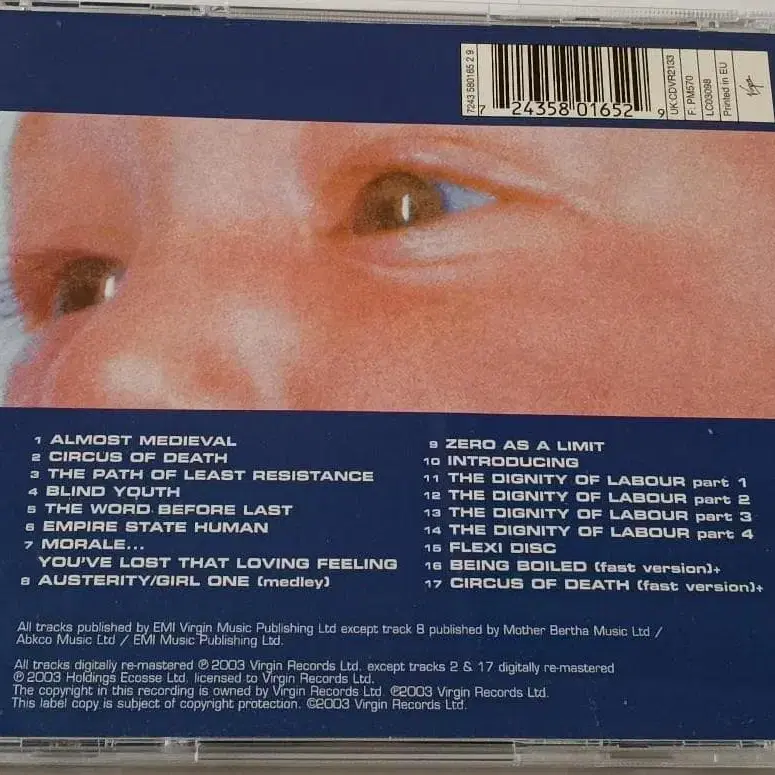 7243 580165 2 9
7 24358 01652 9
UK:CDVR2133
F: PM570
LC03098
Printed in EU
Virgin
1 ALMOST MEDIEVAL
2 CIRCUS OF DEATH
3 THE PATH OF LEAST RESISTANCE
4 BLIND YOUTH
5 THE WORD BEFORE LAST
6 EMPIRE STATE HUMAN
7 MORALE...
YOU'VE LOST THAT LOVING FEELING
8 AUSTERITY/GIRL ONE (medley)
9 ZERO AS A LIMIT
10 INTRODUCING
11 THE DIGNITY OF LABOUR part 1
12 THE DIGNITY OF LABOUR part 2
13 THE DIGNITY OF LABOUR part 3
14 THE DIGNITY OF LABOUR part 4
15 FLEXI DISC
16 BEING BOILED (fast version)+
17 CIRCUS OF DEATH (fast version)+
All tracks published by EMI Virgin Music Publishing Ltd except track 8 published by Mother Bertha Music Ltd /
Abkco Music Ltd / EMI Music Publishing Ltd.
All tracks digitally re-mastered ℗ 2003 Virgin Records Ltd. except tracks 2 & 17 digitally re-mastered
℗ 2003 Holdings Ecosse Ltd. licensed to Virgin Records Ltd.
The copyright in this recording is owned by Virgin Records Ltd. ℗2003 Virgin Records Ltd.
This label copy is subject of copyright protection. ©2003 Virgin Records Ltd.